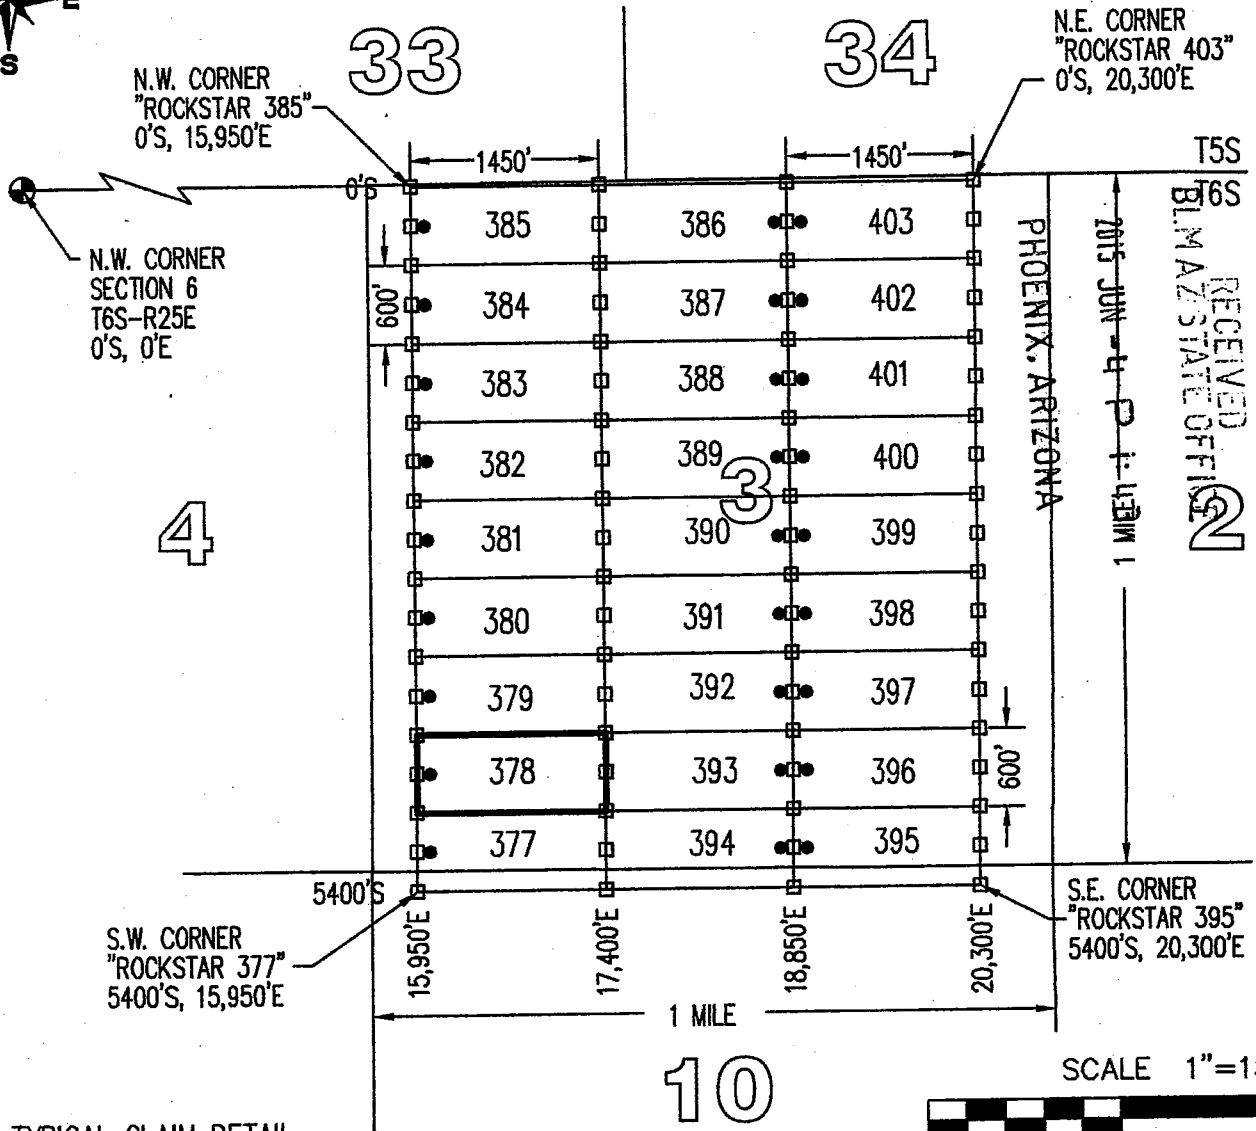 E
S
33
34
N.W. CORNER
"ROCKSTAR 385"
0'S, 15,950'E
N.E. CORNER
"ROCKSTAR 403"
0'S, 20,300'E
1450'
1450'
T5S
T6S
0'S
N.W. CORNER
SECTION 6
T6S-R25E
0'S, 0'E
600'
385 386 403
384 387 402
383 388 401
382 389 400
3
381 390 399
380 391 398
379 392 397
378 393 396
377 394 395
600'
4
2
PHOENIX, ARIZONA
2015 JUN -4 P
1 MILE
BLM AZ STATE OFFICE
RECEIVED
5400'S
S.W. CORNER
"ROCKSTAR 377"
5400'S, 15,950'E
15,950'E
17,400'E
18,850'E
20,300'E
S.E. CORNER
"ROCKSTAR 395"
5400'S, 20,300'E
1 MILE
10
SCALE 1"=1
TYPICAL CLAIM DETAIL